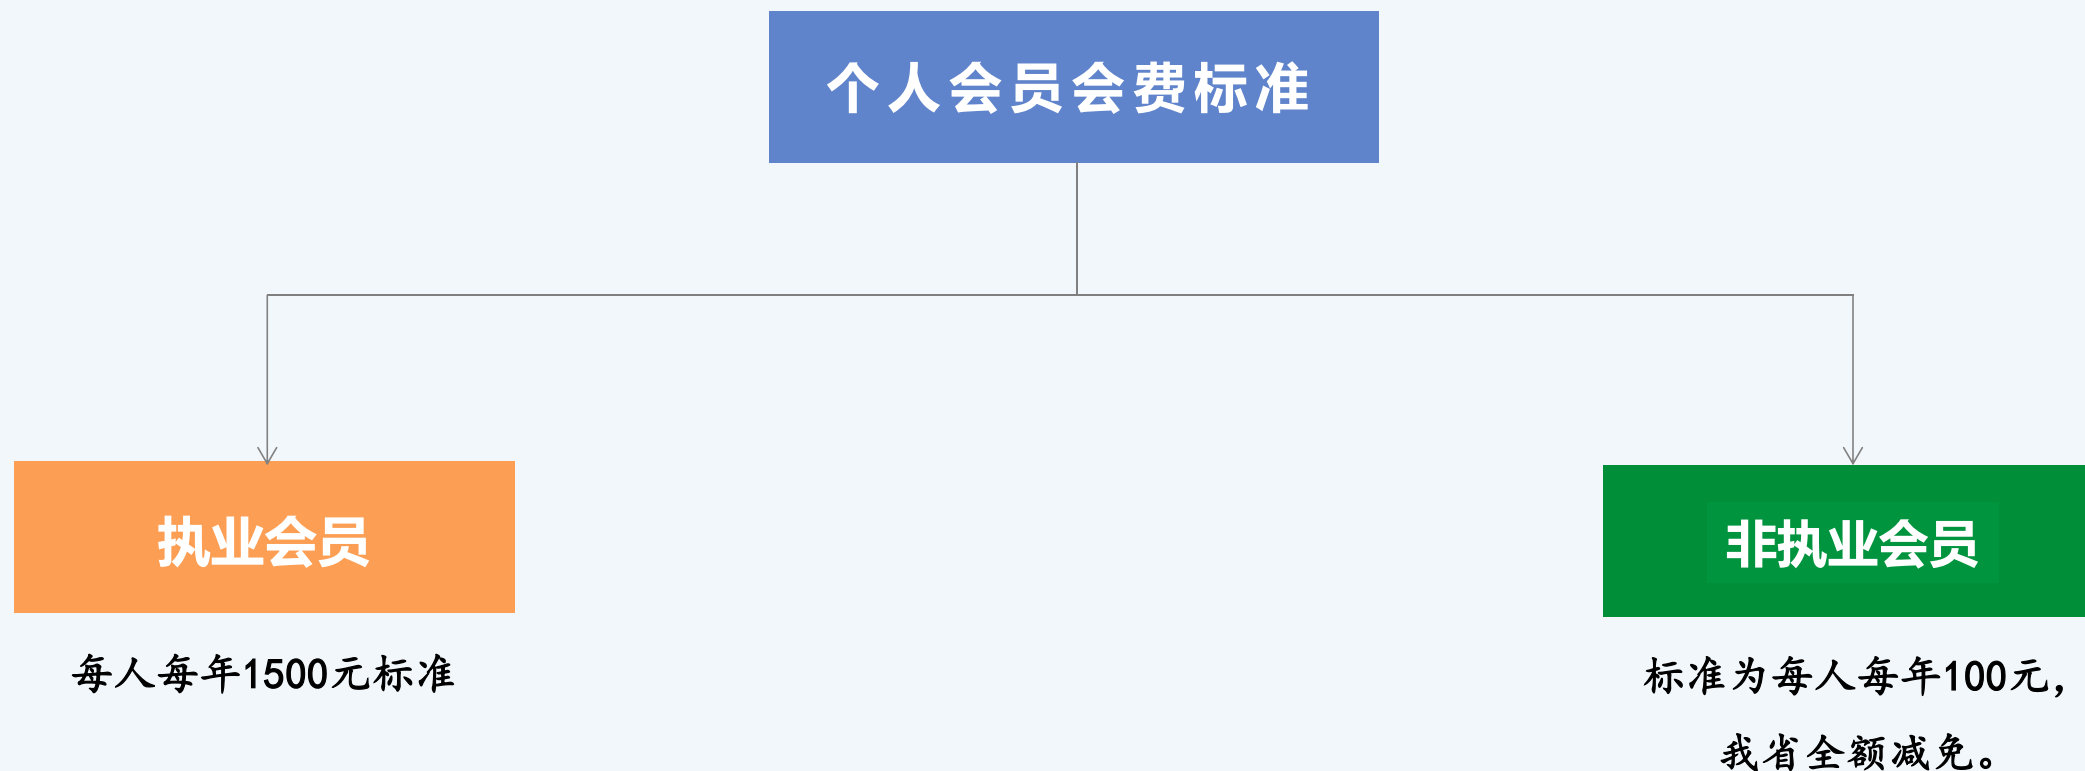 个人会员会费标准
执业会员
非执业会员
每人每年1500元标准
标准为每人每年100元，
我省全额减免。